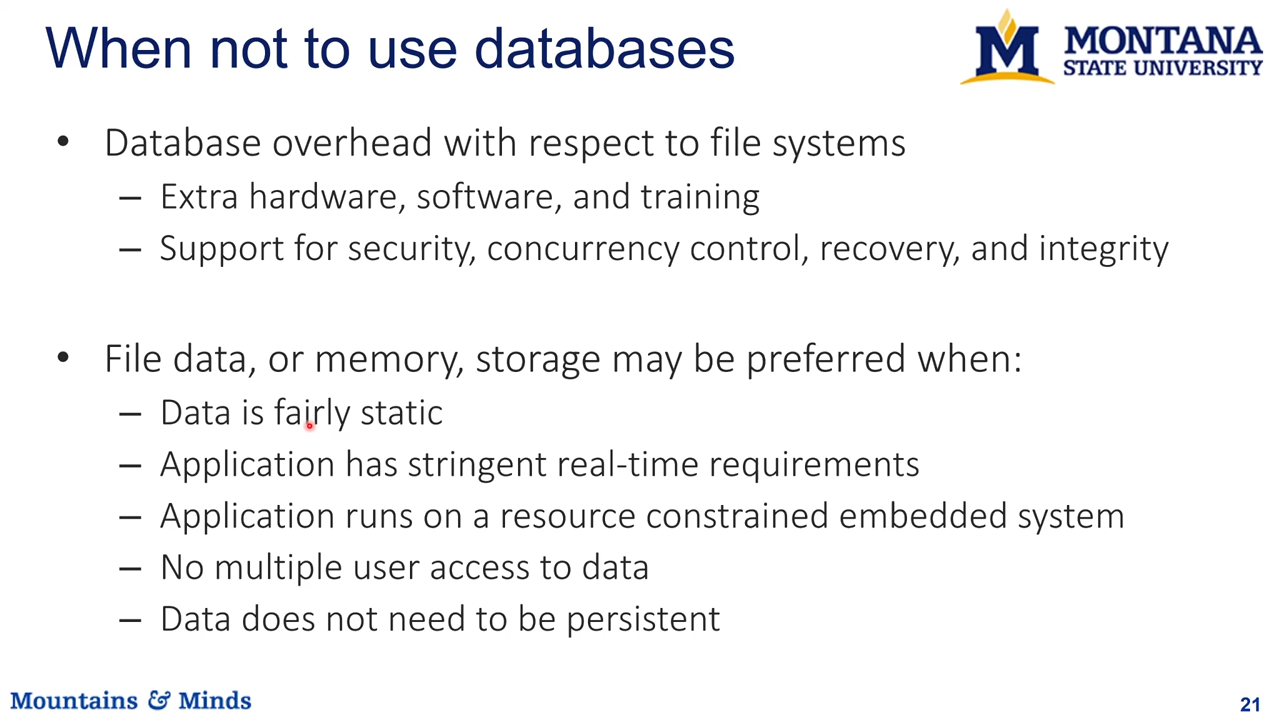 When not to use databases
MONTANA
STATE UNIVERSITY
• Database overhead with respect to file systems
– Extra hardware, software, and training
– Support for security, concurrency control, recovery, and integrity
• File data, or memory, storage may be preferred when:
– Data is fairly static
– Application has stringent real-time requirements
– Application runs on a resource constrained embedded system
– No multiple user access to data
– Data does not need to be persistent
Mountains & Minds
21